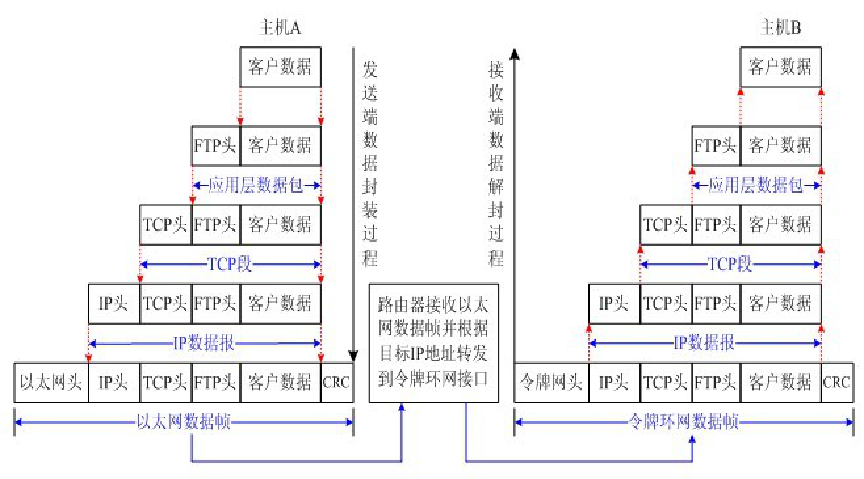 主机A
客户数据
FTP头 客户数据
应用层数据包
TCP头 FTP头 客户数据
TCP段
IP头 TCP头 FTP头 客户数据
IP数据报
以太网头 IP头 TCP头 FTP头 客户数据 CRC
以太网数据帧
发送端数据封装过程
路由器接收以太
网数据帧并根据
目标IP地址转发
到令牌环网接口
接收端数据解封过程
主机B
客户数据
FTP头 客户数据
应用层数据包
TCP头 FTP头 客户数据
TCP段
IP头 TCP头 FTP头 客户数据
IP数据报
令牌网头 IP头 TCP头 FTP头 客户数据 CRC
令牌环网数据帧